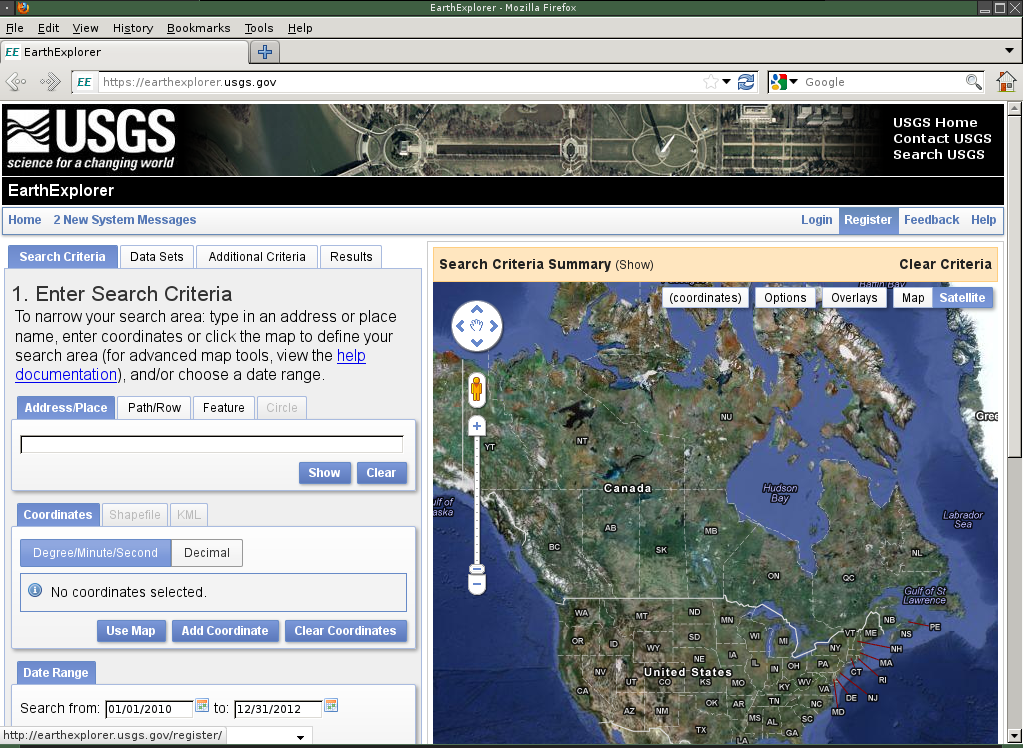 EarthExplorer - Mozilla Firefox
File Edit View History Bookmarks Tools Help
EE EarthExplorer
EE https://earthexplorer.usgs.gov Google
USGS
science for a changing world
USGS Home
Contact USGS
Search USGS
EarthExplorer
Home 2 New System Messages Login Register Feedback Help
Search Criteria Data Sets Additional Criteria Results
1. Enter Search Criteria
To narrow your search area: type in an address or place
name, enter coordinates or click the map to define your
search area (for advanced map tools, view the help
documentation), and/or choose a date range.
Address/Place Path/Row Feature Circle
Show Clear
Coordinates Shapefile KML
Degree/Minute/Second Decimal
No coordinates selected.
Use Map Add Coordinate Clear Coordinates
Date Range
Search from: 01/01/2010 to: 12/31/2012
http://earthexplorer.usgs.gov/register/
Search Criteria Summary (Show) Clear Criteria
(coordinates) Options Overlays Map Satellite
NU
Gree
NT
YT
Canada
Hudson
Bay
Labrador
Sea
AB
MB
BC
SK
NL
ON
QC
Gulf of St
Lawrence
WA
MT
ND
MN
NB
PE
OR
ID
SD
WI
MI
VT
ME
NS
WY
NY
NH
IA
NE
IL
IN
OH
PA
MA
NV
UT
United States
CT
RI
CO
KS
MO
WV
VA
KY
CA
DE
NJ
OK
AR
TN
NC
MD
AZ
NM
MS
AL
SC
TX
LA
GA